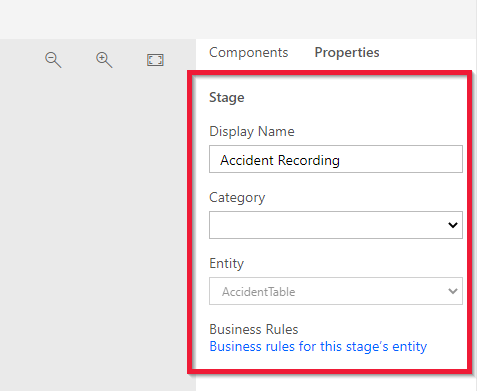 Components Properties
Stage
Display Name
Accident Recording
Category
Entity
AccidentTable
Business Rules
Business rules for this stage's entity